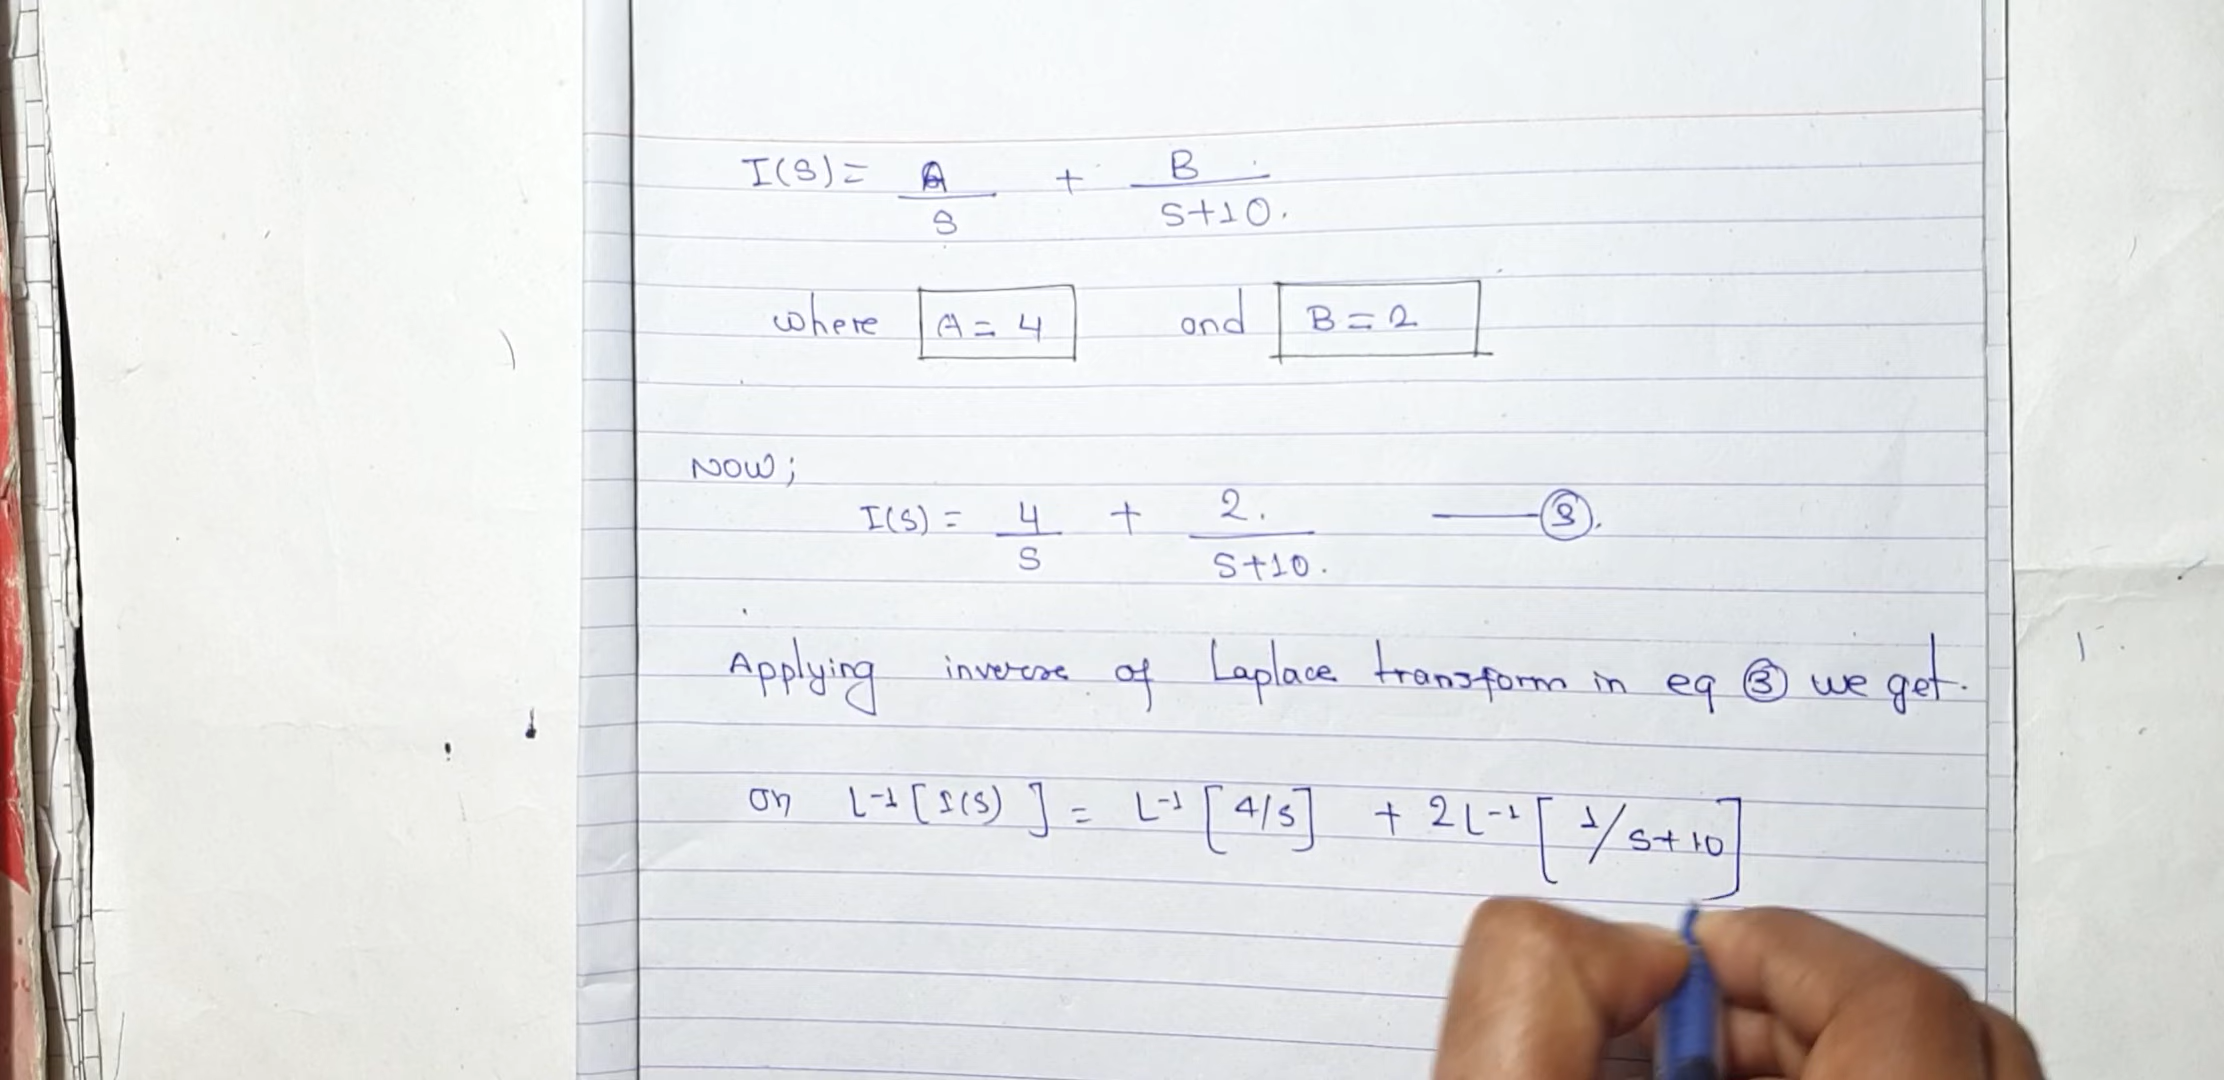 I(S) = A/S + B/S+10.
where A = 4 and B = 2
NOW;
I(S) = 4/S + 2./S+10. —— 3.
Applying inverse of Laplace transform in eq 3 we get.
or L-1 [I(S)] = L-1 [4/s] + 2L-1 [1/s+10]